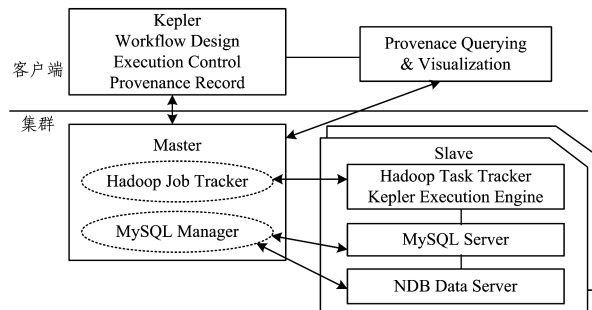 Kepler
Workflow Design
Execution Control
Provenance Record
Provenace Querying
& Visualization
客户端
集群
Master
Hadoop Job Tracker
MySQL Manager
Slave
Hadoop Task Tracker
Kepler Execution Engine
MySQL Server
NDB Data Server